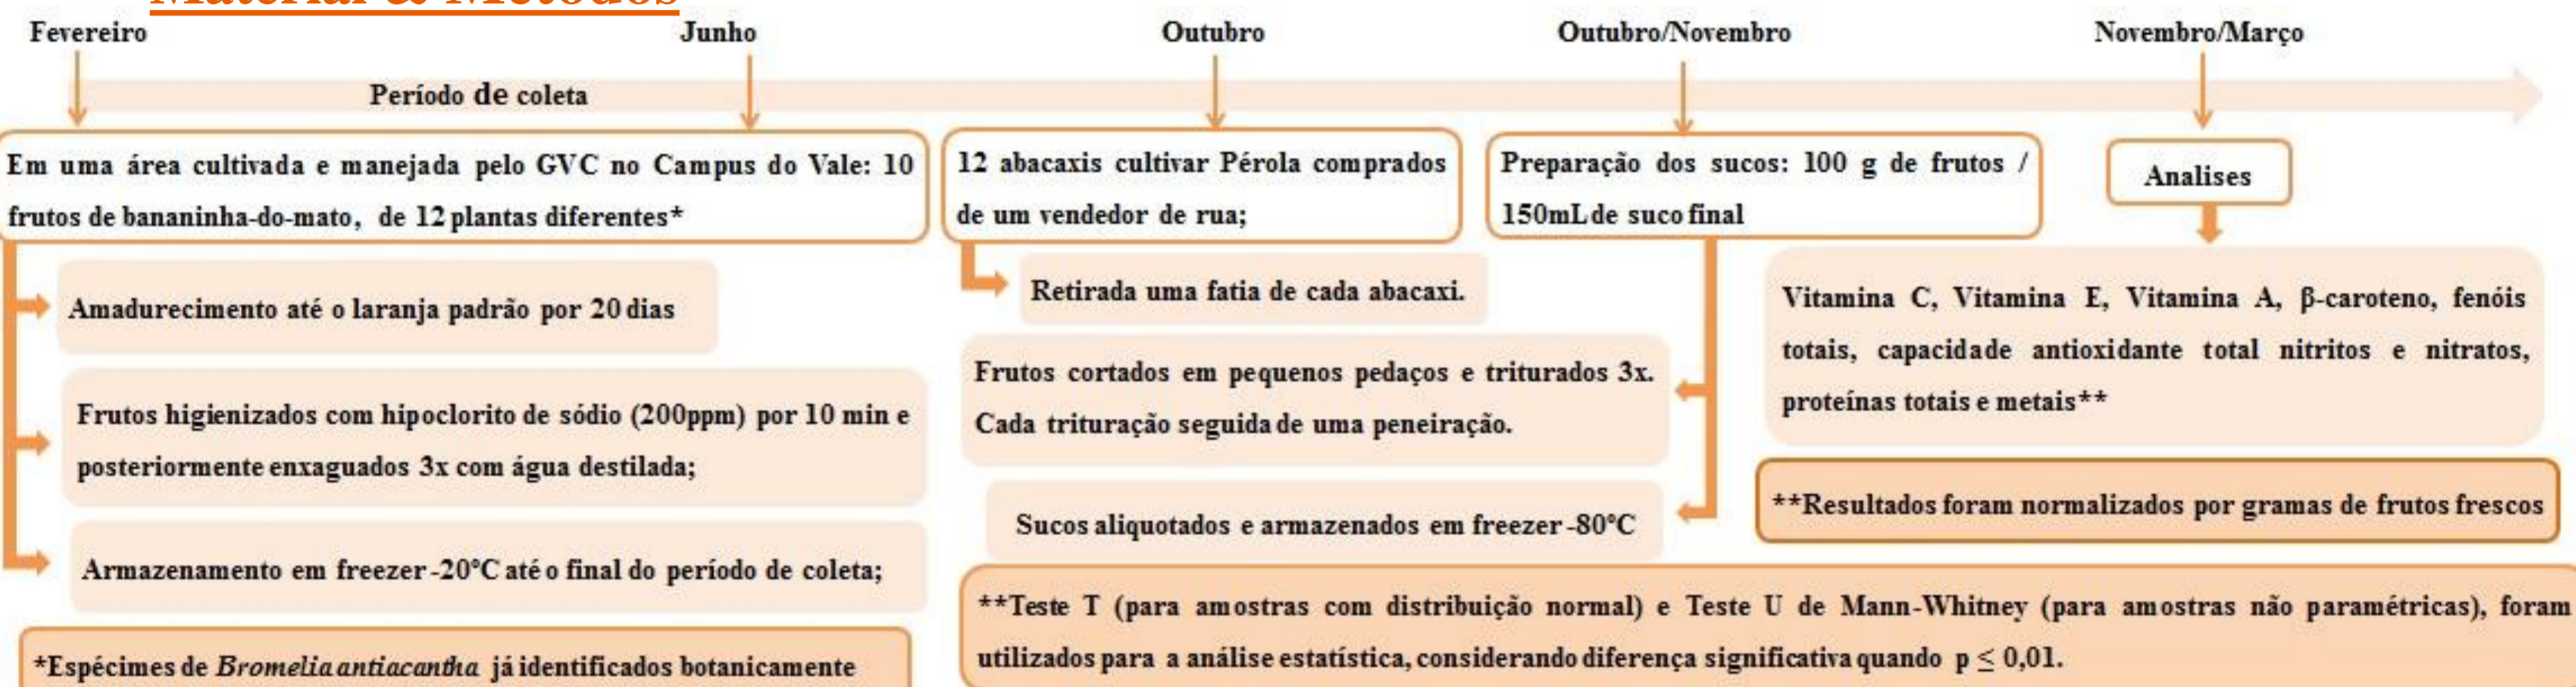 Material & Métodos
Fevereiro
Junho
Outubro
Outubro/Novembro
Novembro/Março
Período de coleta
Em uma área cultivada e manejada pelo GVC no Campus do Vale: 10
frutos de bananinha-do-mato, de 12 plantas diferentes*
Amadurecimento até o laranja padrão por 20 dias
Frutos higienizados com hipoclorito de sódio (200ppm) por 10 min e
posteriormente enxaguados 3x com água destilada;
Armazenamento em freezer -20°C até o final do período de coleta;
*Espécimes de Bromelia antiacantha já identificados botanicamente
12 abacaxis cultivar Pérola comprados
de um vendedor de rua;
Retirada uma fatia de cada abacaxi.
Preparação dos sucos: 100 g de frutos /
150mL de suco final
Frutos cortados em pequenos pedaços e triturados 3x.
Cada trituração seguida de uma peneiração.
Sucos aliquotados e armazenados em freezer -80°C
Analises
Vitamina C, Vitamina E, Vitamina A, β-caroteno, fenóis
totais, capacidade antioxidante total nitritos e nitratos,
proteínas totais e metais**
**Resultados foram normalizados por gramas de frutos frescos
**Teste T (para amostras com distribuição normal) e Teste U de Mann-Whitney (para amostras não paramétricas), foram
utilizados para a análise estatística, considerando diferença significativa quando p ≤ 0,01.